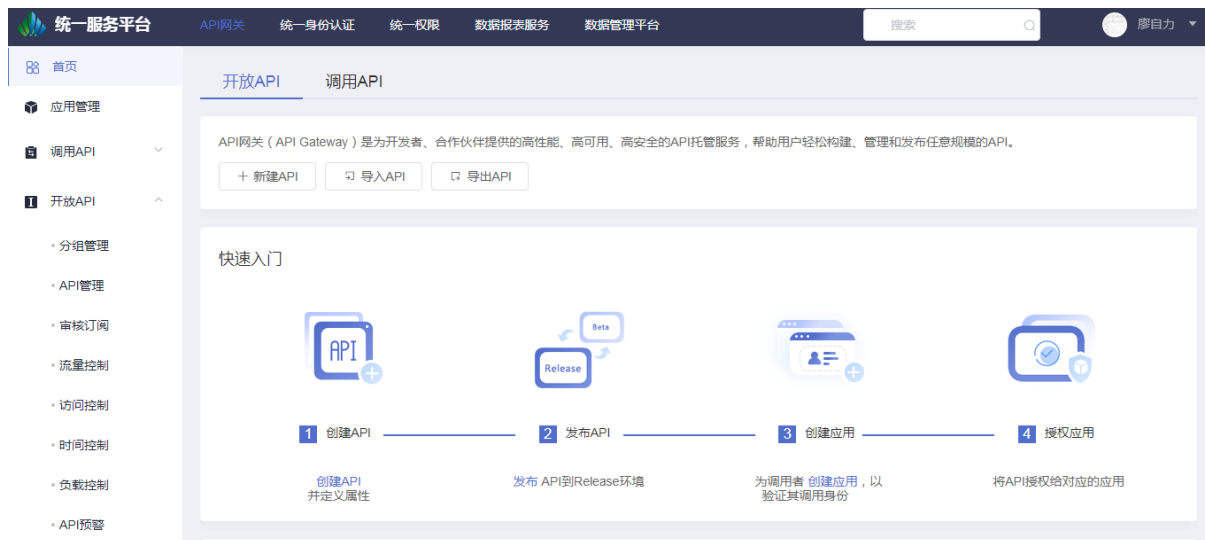 统一服务平台
API网关 统一身份认证 统一权限 数据报表服务 数据管理平台 搜索 廖自力
首页
应用管理
调用API
开放API
分组管理
API管理
审核订阅
流量控制
访问控制
时间控制
负载控制
API预警
开放API 调用API
API网关（API Gateway）是为开发者、合作伙伴提供的高性能、高可用、高安全的API托管服务，帮助用户轻松构建、管理和发布任意规模的API。
新建API 导入API 导出API
快速入门
API
Beta
Release
1 创建API 2 发布API 3 创建应用 4 授权应用
创建API
并定义属性
发布 API到Release环境
为调用者 创建应用，以
验证其调用身份
将API授权给对应的应用